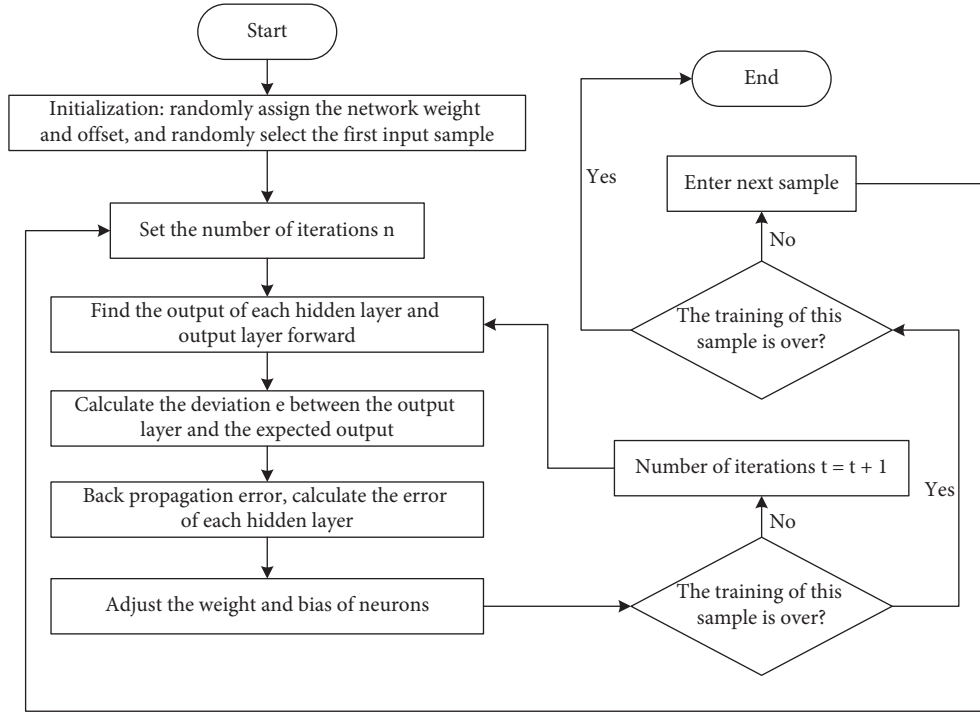 Start
Initialization: randomly assign the network weight
and offset, and randomly select the first input sample
Set the number of iterations n
Find the output of each hidden layer and
output layer forward
Calculate the deviation e between the output
layer and the expected output
Back propagation error, calculate the error
of each hidden layer
Adjust the weight and bias of neurons
The training of this
sample is over?
No
Number of iterations t = t + 1
Yes
The training of this
sample is over?
No
Enter next sample
Yes
End